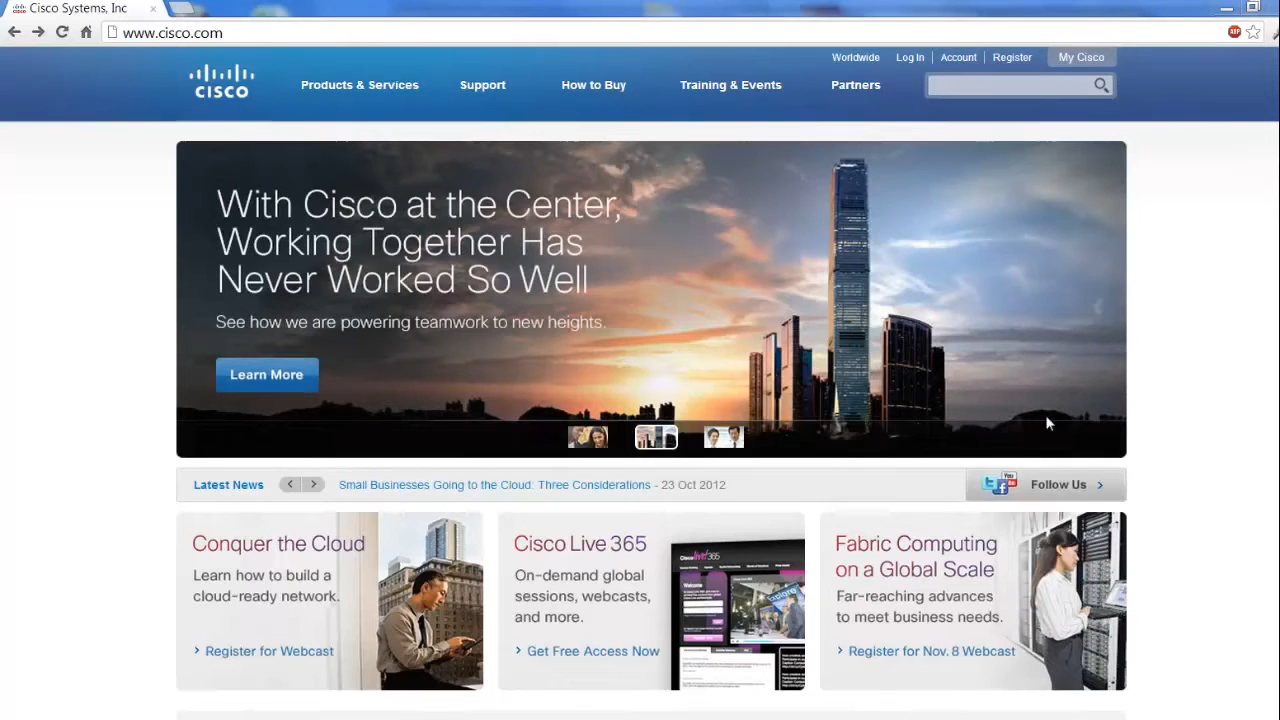 Cisco Systems, Inc
www.cisco.com
Worldwide Log In Account Register My Cisco
CISCO
Products & Services Support How to Buy Training & Events Partners
With Cisco at the Center,
Working Together Has
Never Worked So Well
See how we are powering teamwork to new heights.
Learn More
Latest News Small Businesses Going to the Cloud: Three Considerations - 23 Oct 2012
Follow Us
Conquer the Cloud
Learn how to build a
cloud-ready network.
Register for Webcast
Cisco Live 365
On-demand global
sessions, webcasts,
and more.
Get Free Access Now
Fabric Computing
on a Global Scale
Far-reaching advances
to meet business needs.
Register for Nov. 8 Webcast